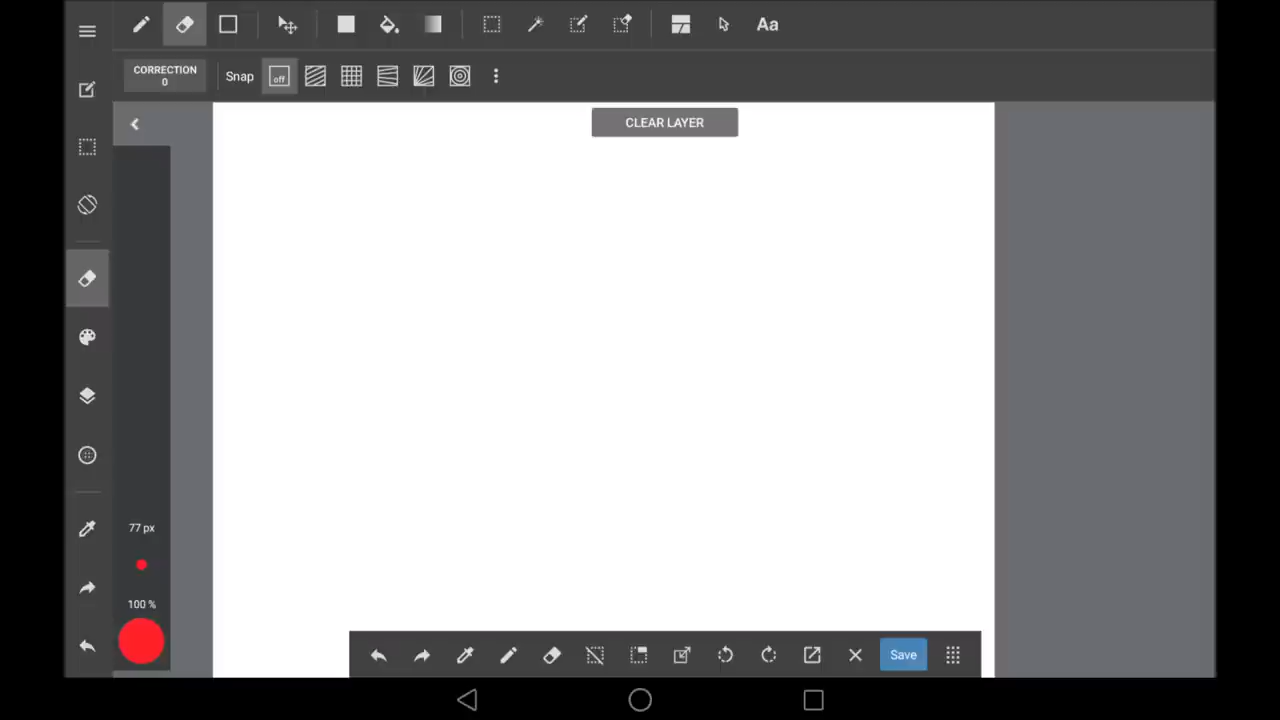 Aa
CORRECTION
0
Snap
off
CLEAR LAYER
77 px
100 %
Save